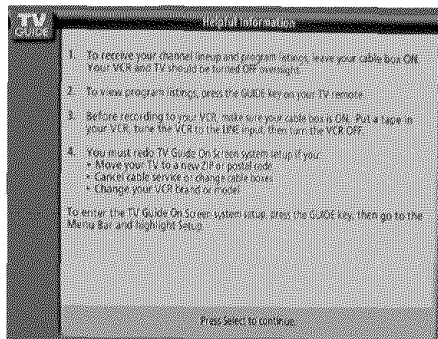 TV
GUIDE
Helpful Information
1. To receive your channel lineup and program listings, leave your cable box ON.
Your VCR and TV should be turned OFF overnight.
2. To view program listings, press the GUIDE key on your TV remote.
3. Before recording to your VCR, make sure your cable box is ON. Put a tape in
your VCR, tune the VCR to the LINE input, then turn the VCR OFF.
4. You must redo TV Guide On Screen system setup if you:
• Move your TV to a new ZIP or postal code
• Cancel cable service or change cable boxes
• Change your VCR brand or model
To enter the TV Guide On Screen system setup, press the GUIDE key, then go to the
Menu Bar and highlight Setup.
Press Select to continue.